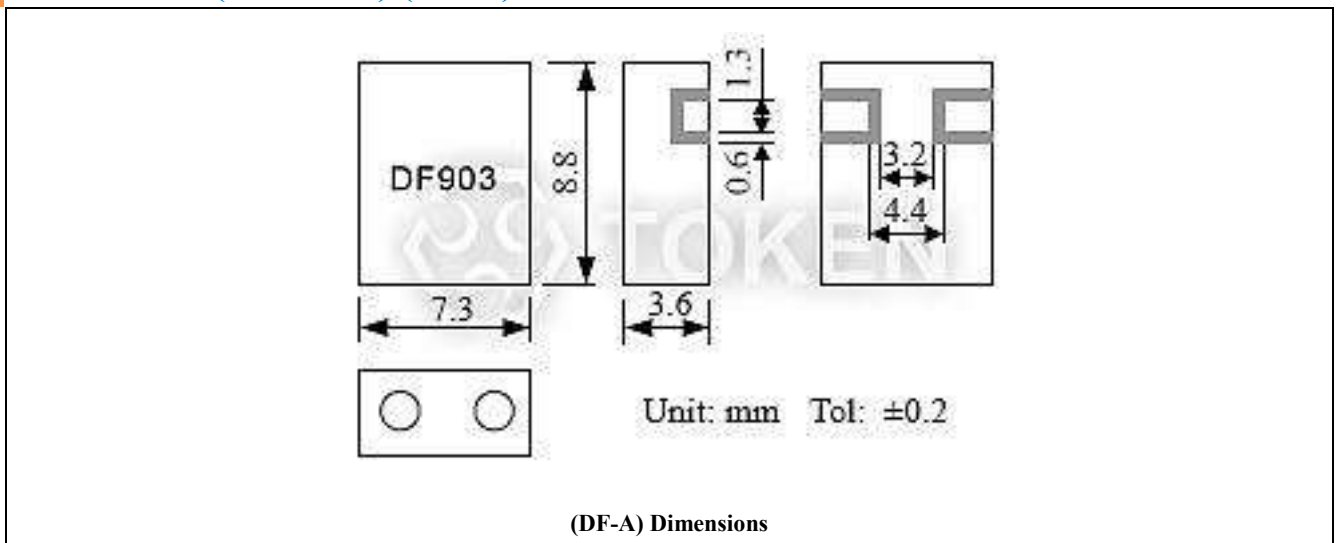 DF903
8.8
7.3
3.6
1.3
0.6
3.2
4.4
TOKEN
Unit: mm Tol: ±0.2
(DF-A) Dimensions